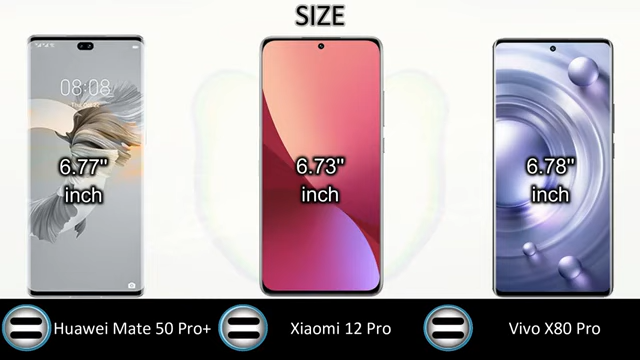 SIZE
08:08
6.77"
inch
6.73"
inch
6.78"
inch
Huawei Mate 50 Pro+
Xiaomi 12 Pro
Vivo X80 Pro